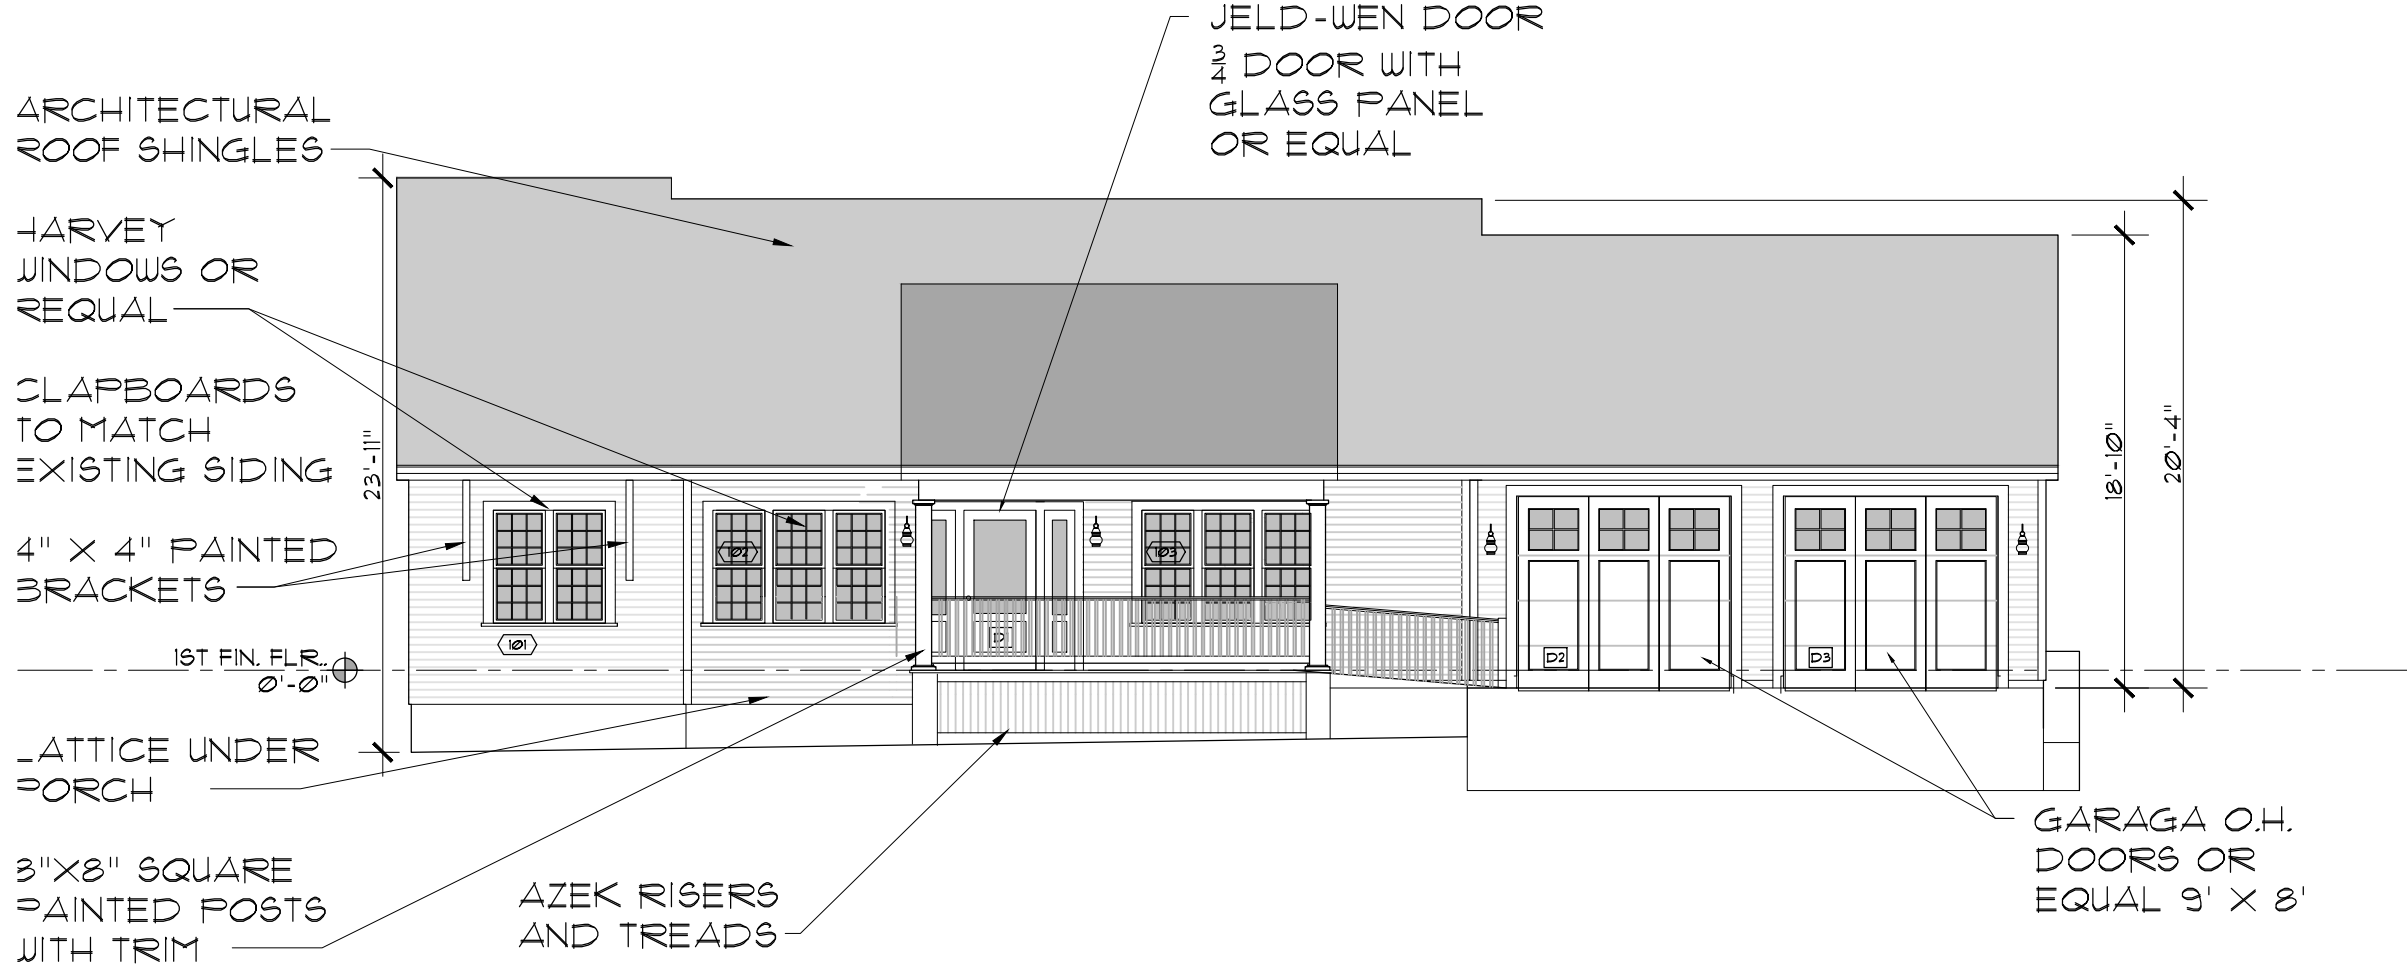 JELD-WEN DOOR
3/4 DOOR WITH
GLASS PANEL
OR EQUAL
ARCHITECTURAL
ROOF SHINGLES
HARVEY
WINDOWS OR
REQUAL
CLAPBOARDS
TO MATCH
EXISTING SIDING
4" X 4" PAINTED
BRACKETS
1ST FIN. FLR..
0'-0"
LATTICE UNDER
PORCH
8"X8" SQUARE
PAINTED POSTS
WITH TRIM
AZEK RISERS
AND TREADS
GARAGA O.H.
DOORS OR
EQUAL 9' X 8'
23'-11"
18'-10"
20'-4"
101
102
103
D2
D3